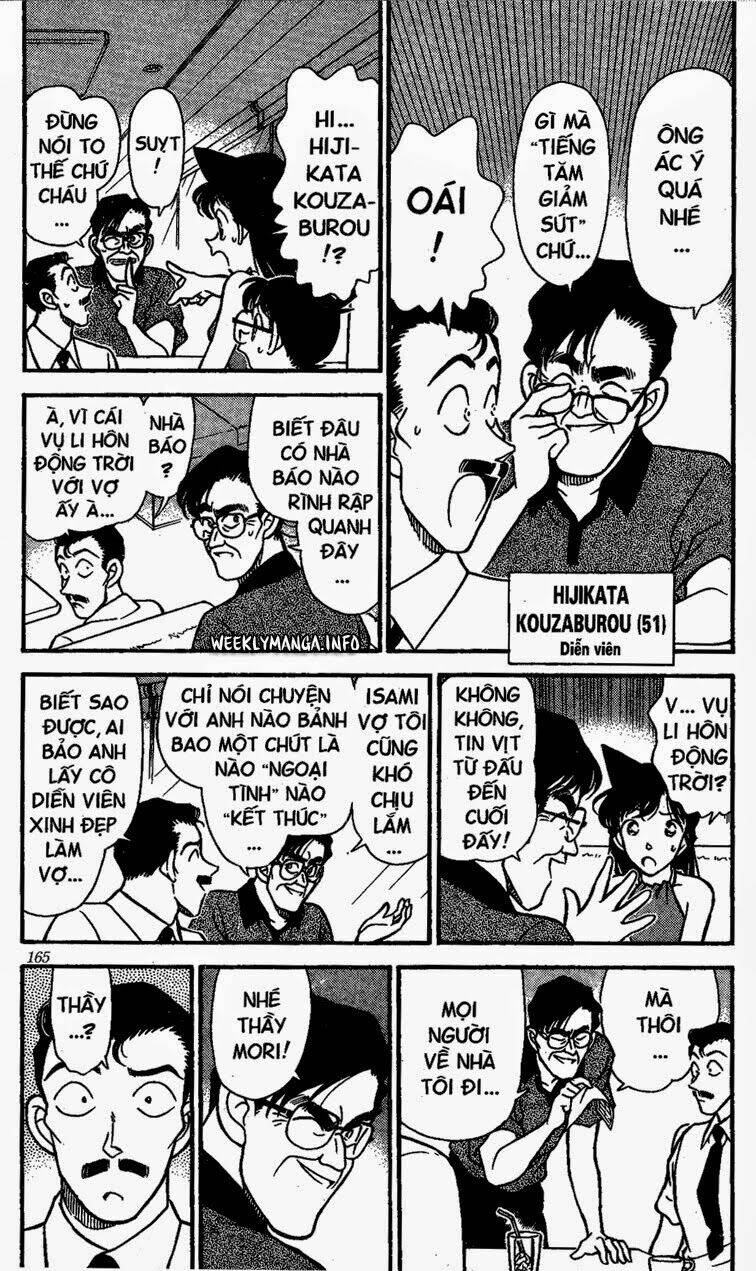 ÔNG
ÁC Ý
QUÁ
NHÉ
...
GÌ MÀ
"TIẾNG
TĂM
GIẢM
SÚT"
CHỨ...
OÁI
!
HIJIKATA
KOUZABUROU (51)
Diễn viên
HI...
HIJI-
KATA
KOUZA-
BUROU
!?
SUỴT
!
ĐỪNG
NÓI TO
THẾ CHỨ
CHÁU
...
BIẾT ĐÂU
CÓ NHÀ
BÁO NÀO
RÌNH RẬP
QUANH
ĐÂY
...
NHÀ
BÁO
?
À, VÌ CÁI
VỤ LI HÔN
ĐỘNG TRỜI
VỚI VỢ
ẤY À...
WEEKLYMANGA.INFO
V... VỤ
LI HÔN
ĐỘNG
TRỜI?
KHÔNG
KHÔNG,
TIN VỊT
TỪ ĐẦU
ĐẾN
CUỐI
ĐẤY!
ISAMI
VỢ TÔI
CŨNG
KHÓ
CHỊU
LẮM
...
CHỈ NÓI CHUYỆN
VỚI ANH NÀO BẢNH
BAO MỘT CHÚT LÀ
NÀO "NGOẠI
TÌNH" NÀO
"KẾT THÚC"
...
BIẾT SAO
ĐƯỢC, AI
BẢO ANH
LẤY CÔ
DIỄN VIÊN
XINH ĐẸP
LÀM
VỢ...
165
MÀ
THÔI
...
MỌI
NGƯỜI
VỀ NHÀ
TÔI ĐI...
NHÉ
THẦY
MORI!
THẦY
...?